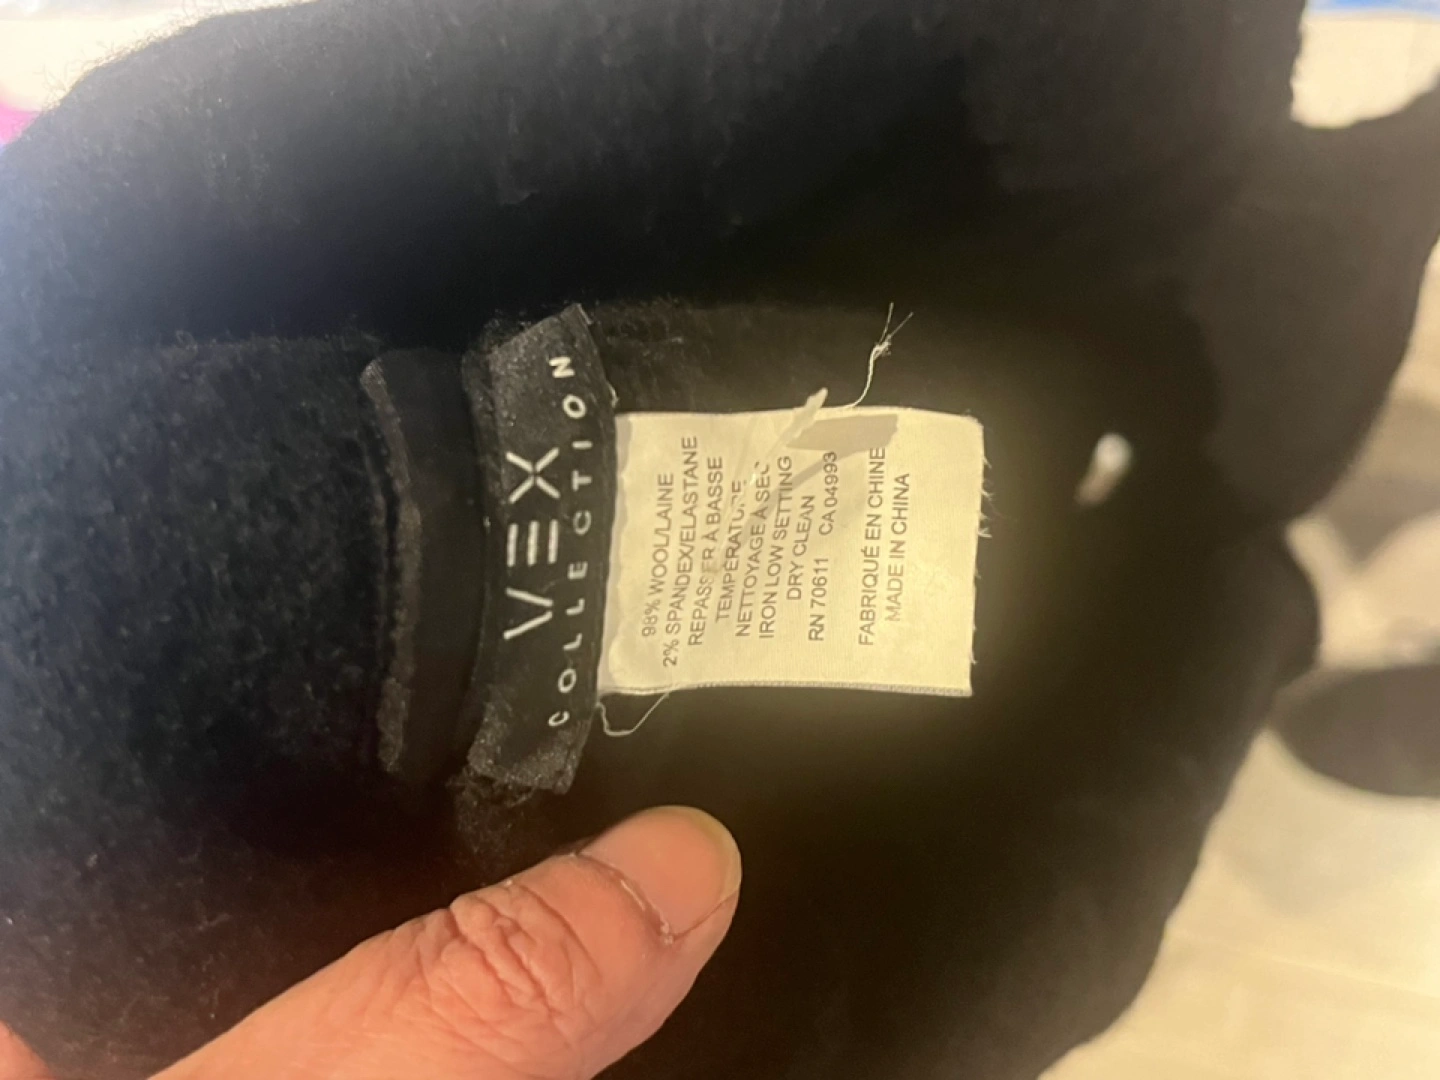 VEX
COLLECTION
98% WOOL/LAINE
2% SPANDEX/ELASTANE
REPASSER À BASSE
TEMPÉRATURE
NETTOYAGE À SEC
IRON LOW SETTING
DRY CLEAN
RN 70611 CA 04993
FABRIQUÉ EN CHINE
MADE IN CHINA